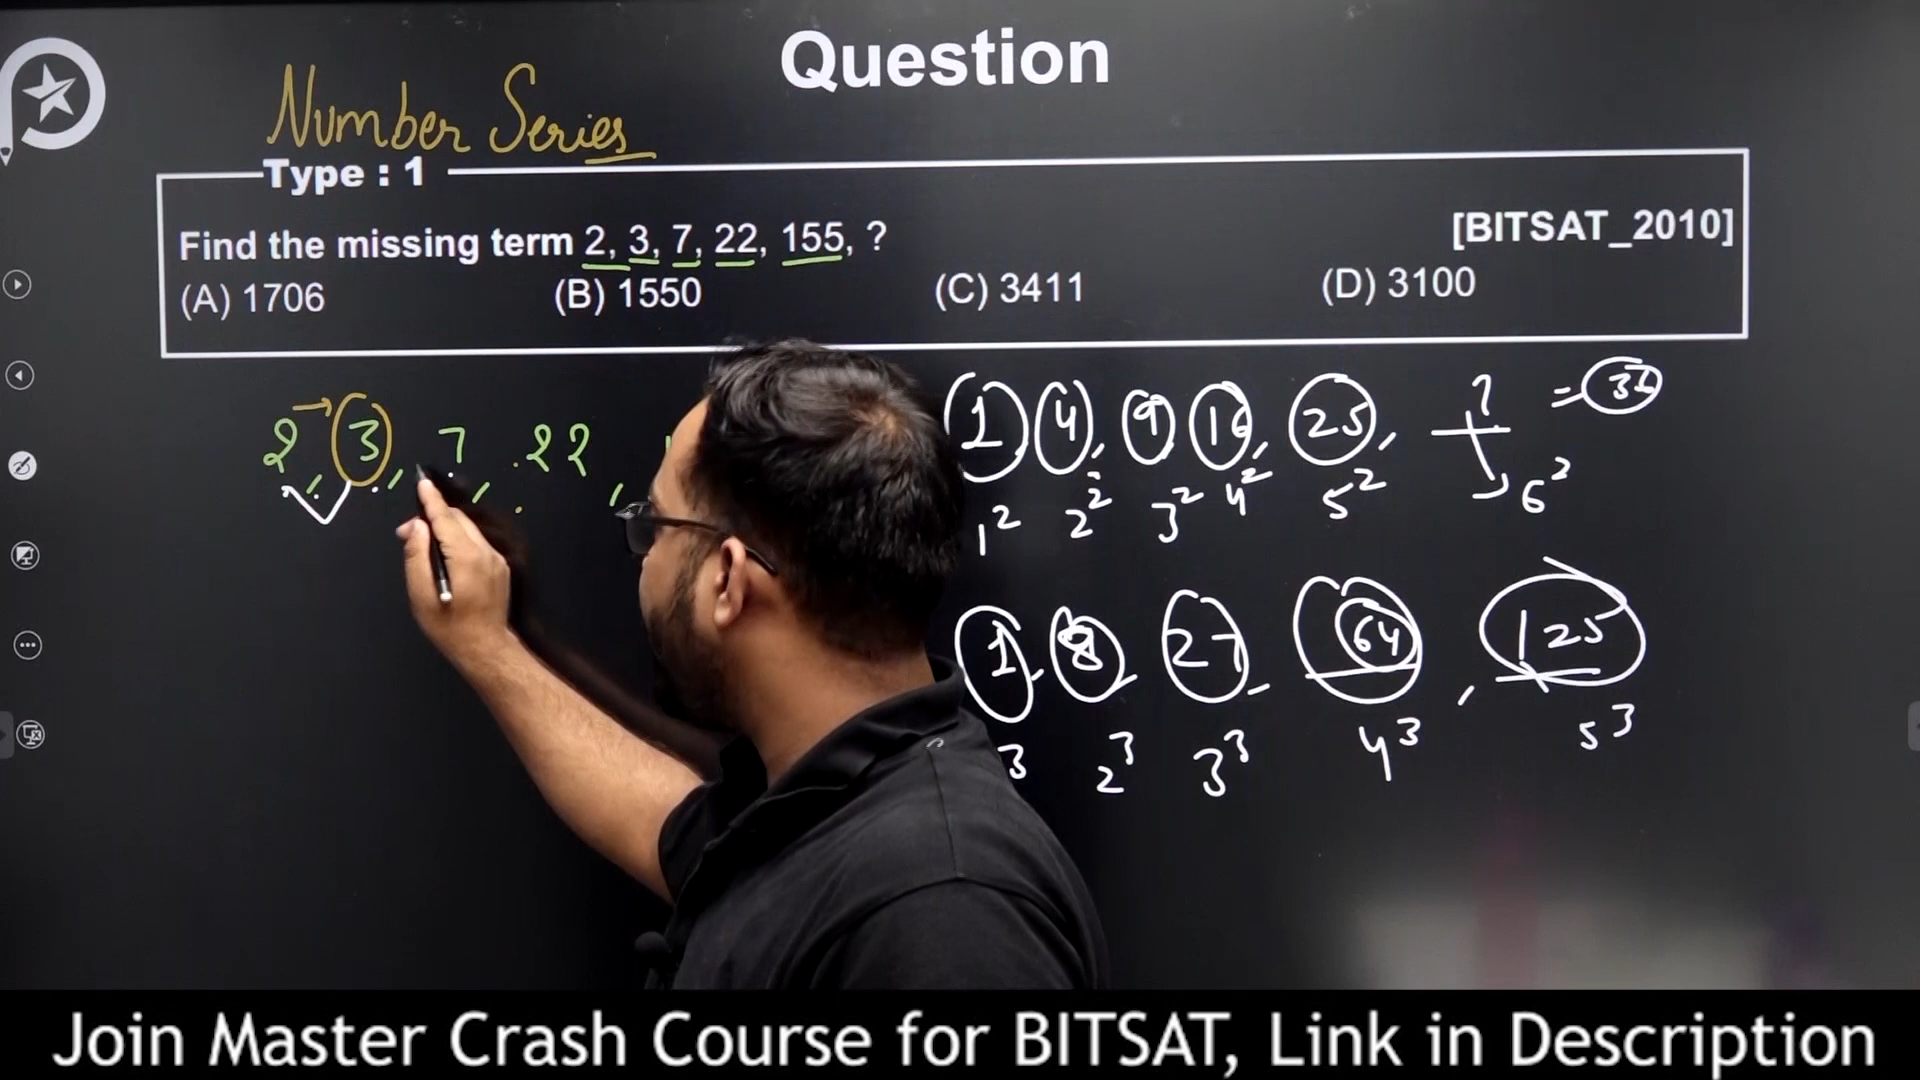 Question
Number Series
Type : 1
Find the missing term 2, 3, 7, 22, 155, ?
[BITSAT_2010]
(A) 1706 (B) 1550 (C) 3411 (D) 3100
2, 3, 7, 22,
1 4, 9 16, 25, ? = 36
1² 2² 3² 4² 5² 6²
1, 8, 27, 64, 125
3 2³ 3³ 4³ 5³
Join Master Crash Course for BITSAT, Link in Description